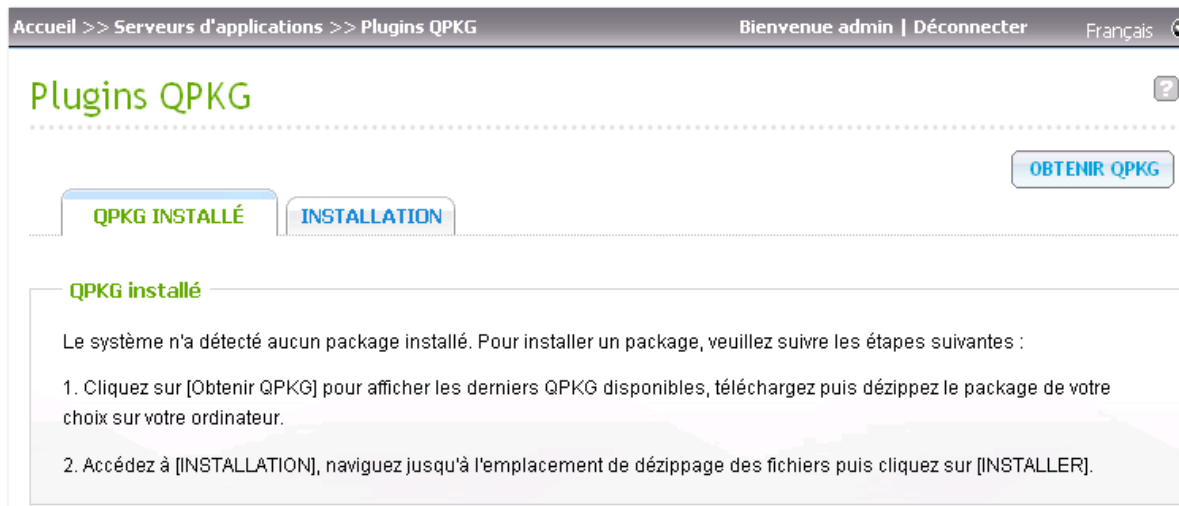 Accueil >> Serveurs d'applications >> Plugins QPKG Bienvenue admin | Déconnecter Français
Plugins QPKG
?
OBTENIR QPKG
QPKG INSTALLÉ INSTALLATION
QPKG installé
Le système n'a détecté aucun package installé. Pour installer un package, veuillez suivre les étapes suivantes :
1. Cliquez sur [Obtenir QPKG] pour afficher les derniers QPKG disponibles, téléchargez puis dézippez le package de votre
choix sur votre ordinateur.
2. Accédez à [INSTALLATION], naviguez jusqu'à l'emplacement de dézippage des fichiers puis cliquez sur [INSTALLER].